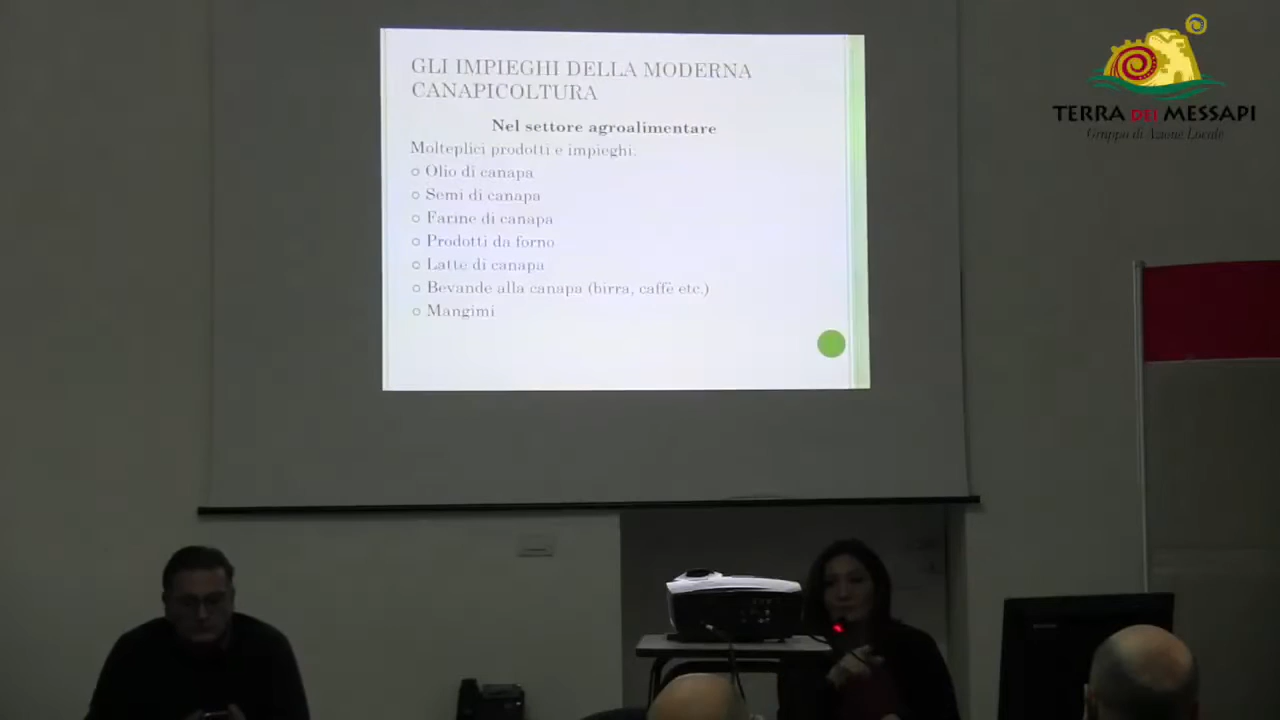 GLI IMPIEGHI DELLA MODERNA
CANAPICOLTURA
Nel settore agroalimentare
Molteplici prodotti e impieghi:
Olio di canapa
Semi di canapa
Farine di canapa
Prodotti da forno
Latte di canapa
Bevande alla canapa (birra, caffè etc.)
Mangimi
TERRA DEI MESSAPI
Gruppo di Azione Locale